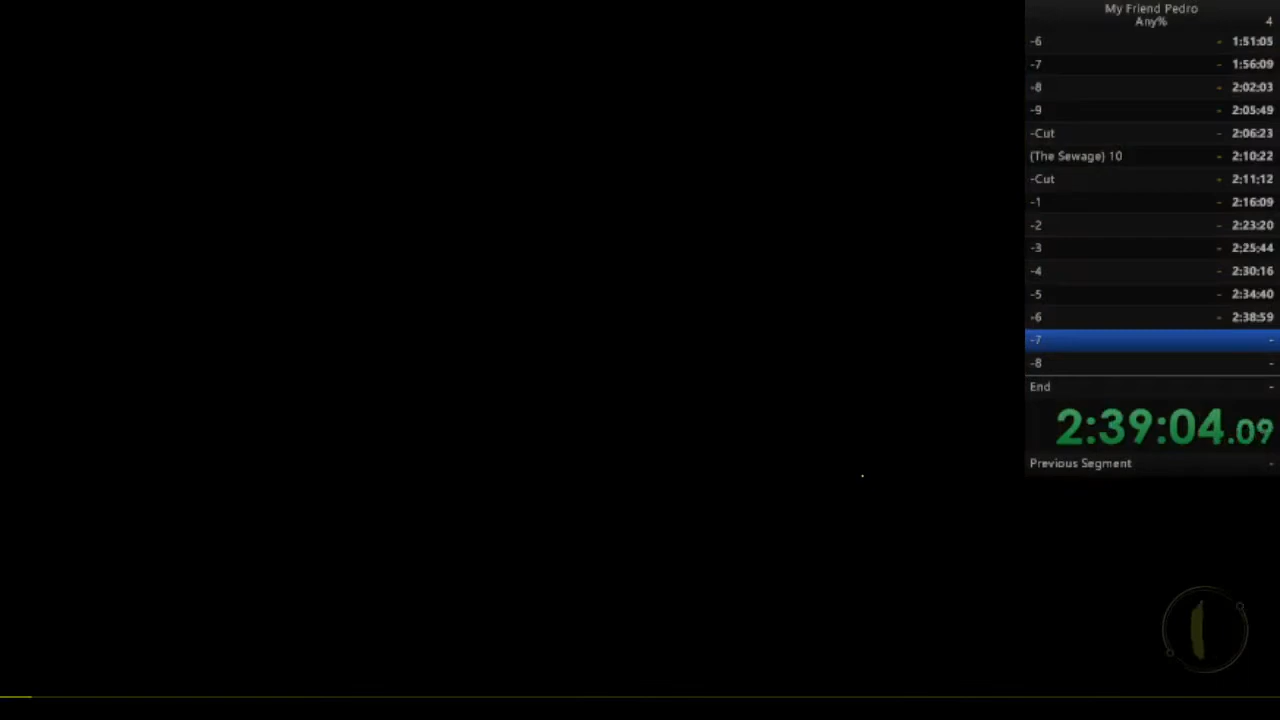 My Friend Pedro
Any% 4
-6 - 1:51:05
-7 - 1:56:09
-8 - 2:02:03
-9 - 2:05:49
-Cut - 2:06:23
(The Sewage) 10 - 2:10:22
-Cut - 2:11:12
-1 - 2:16:09
-2 - 2:23:20
-3 - 2:25:44
-4 - 2:30:16
-5 - 2:34:40
-6 - 2:38:59
-7 -
-8 -
End -
2:39:04.09
Previous Segment -